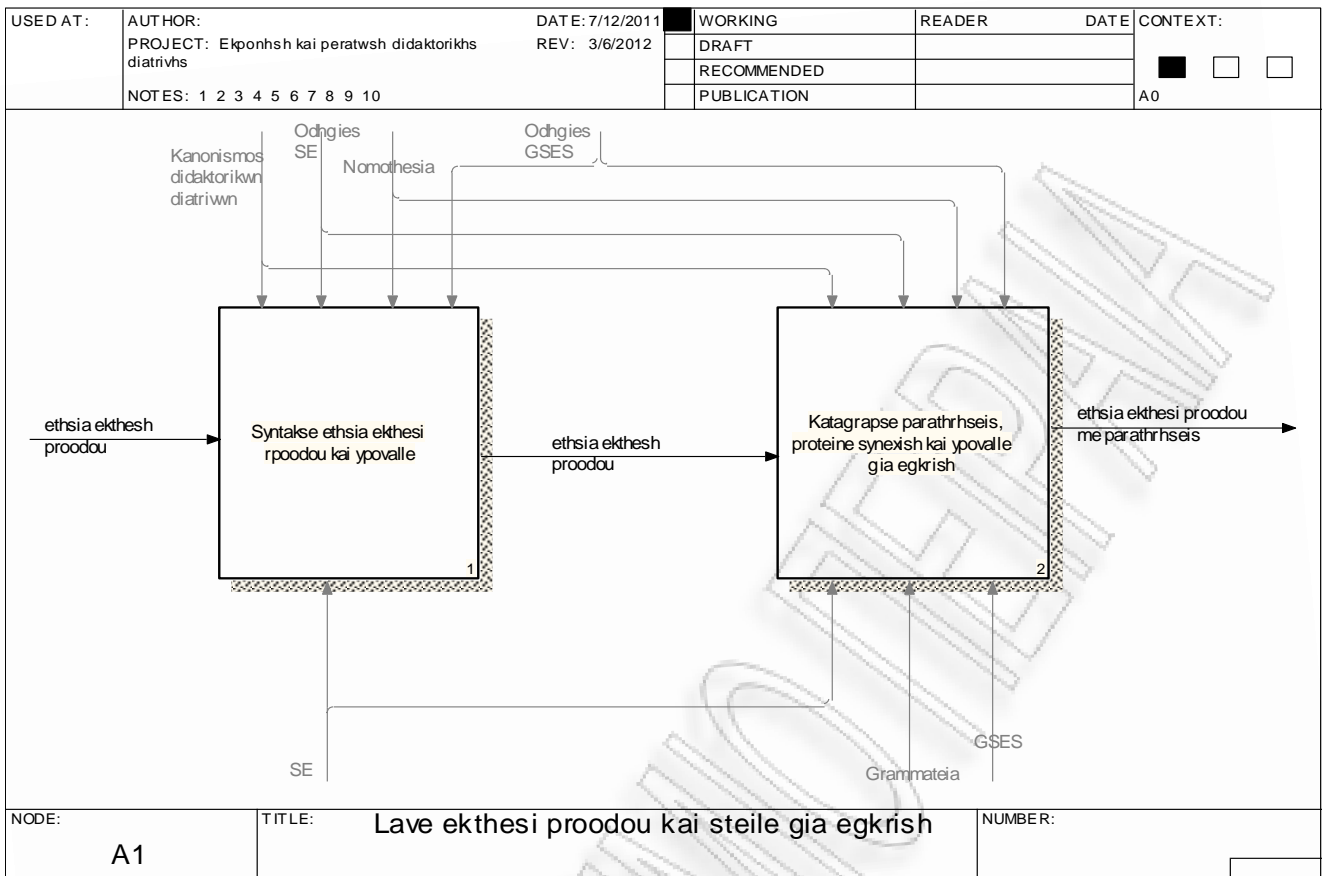 USED AT:
AUTHOR:
DATE: 7/12/2011
PROJECT: Ekponhsh kai peratwsh didaktorikhs
diatrivhs
REV: 3/6/2012
NOTES: 1 2 3 4 5 6 7 8 9 10
WORKING
DRAFT
RECOMMENDED
PUBLICATION
READER
DATE
CONTEXT:
A0
Kanonismos
didaktorikwn
diatriwn
Odhgies
SE
Nomothesia
Odhgies
GSES
ethsia ekthesh
proodou
Syntakse ethsia ekthesi
rpoodou kai ypovalle
1
ethsia ekthesh
proodou
Katagrapse parathrhseis,
proteine synexish kai ypovalle
gia egkrish
2
ethsia ekthesi proodou
me parathrhseis
SE
Grammateia
GSES
NODE:
A1
TITLE:
Lave ekthesi proodou kai steile gia egkrish
NUMBER: